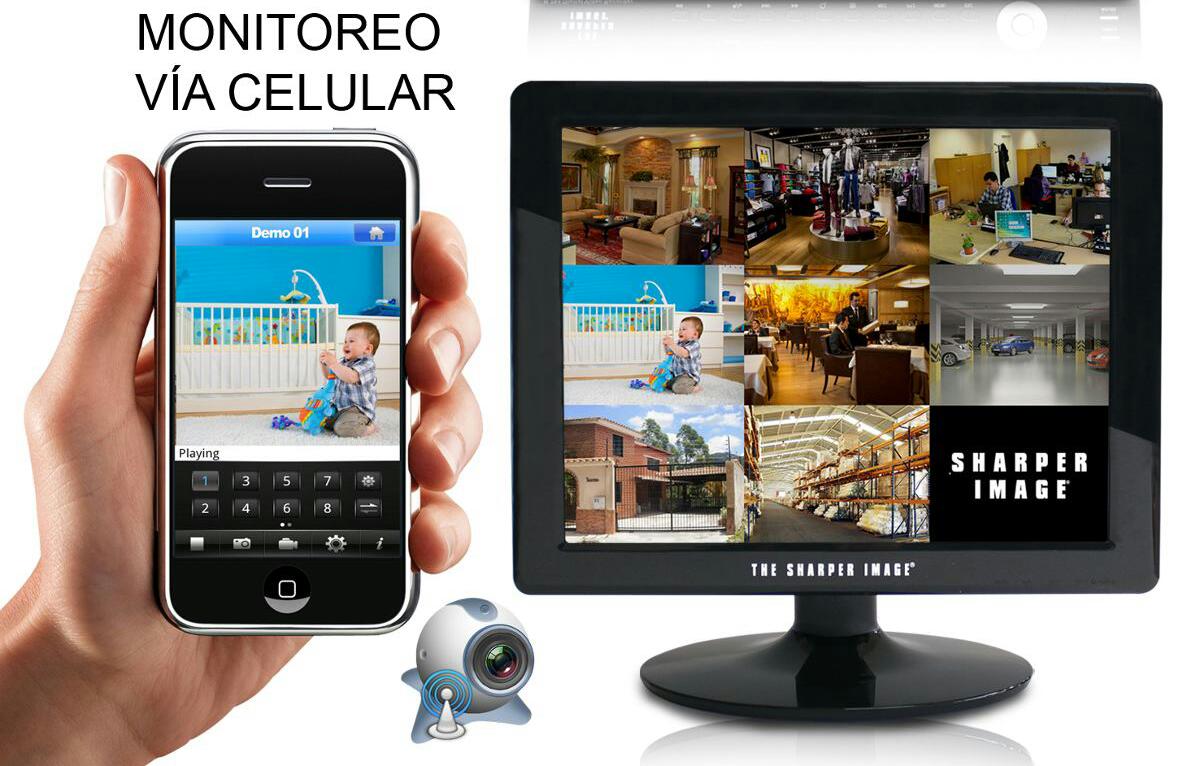 MONITOREO
VÍA CELULAR
Demo 01
Playing
1 3 5 7
2 4 6 8
i
SHARPER
IMAGE®
THE SHARPER IMAGE®